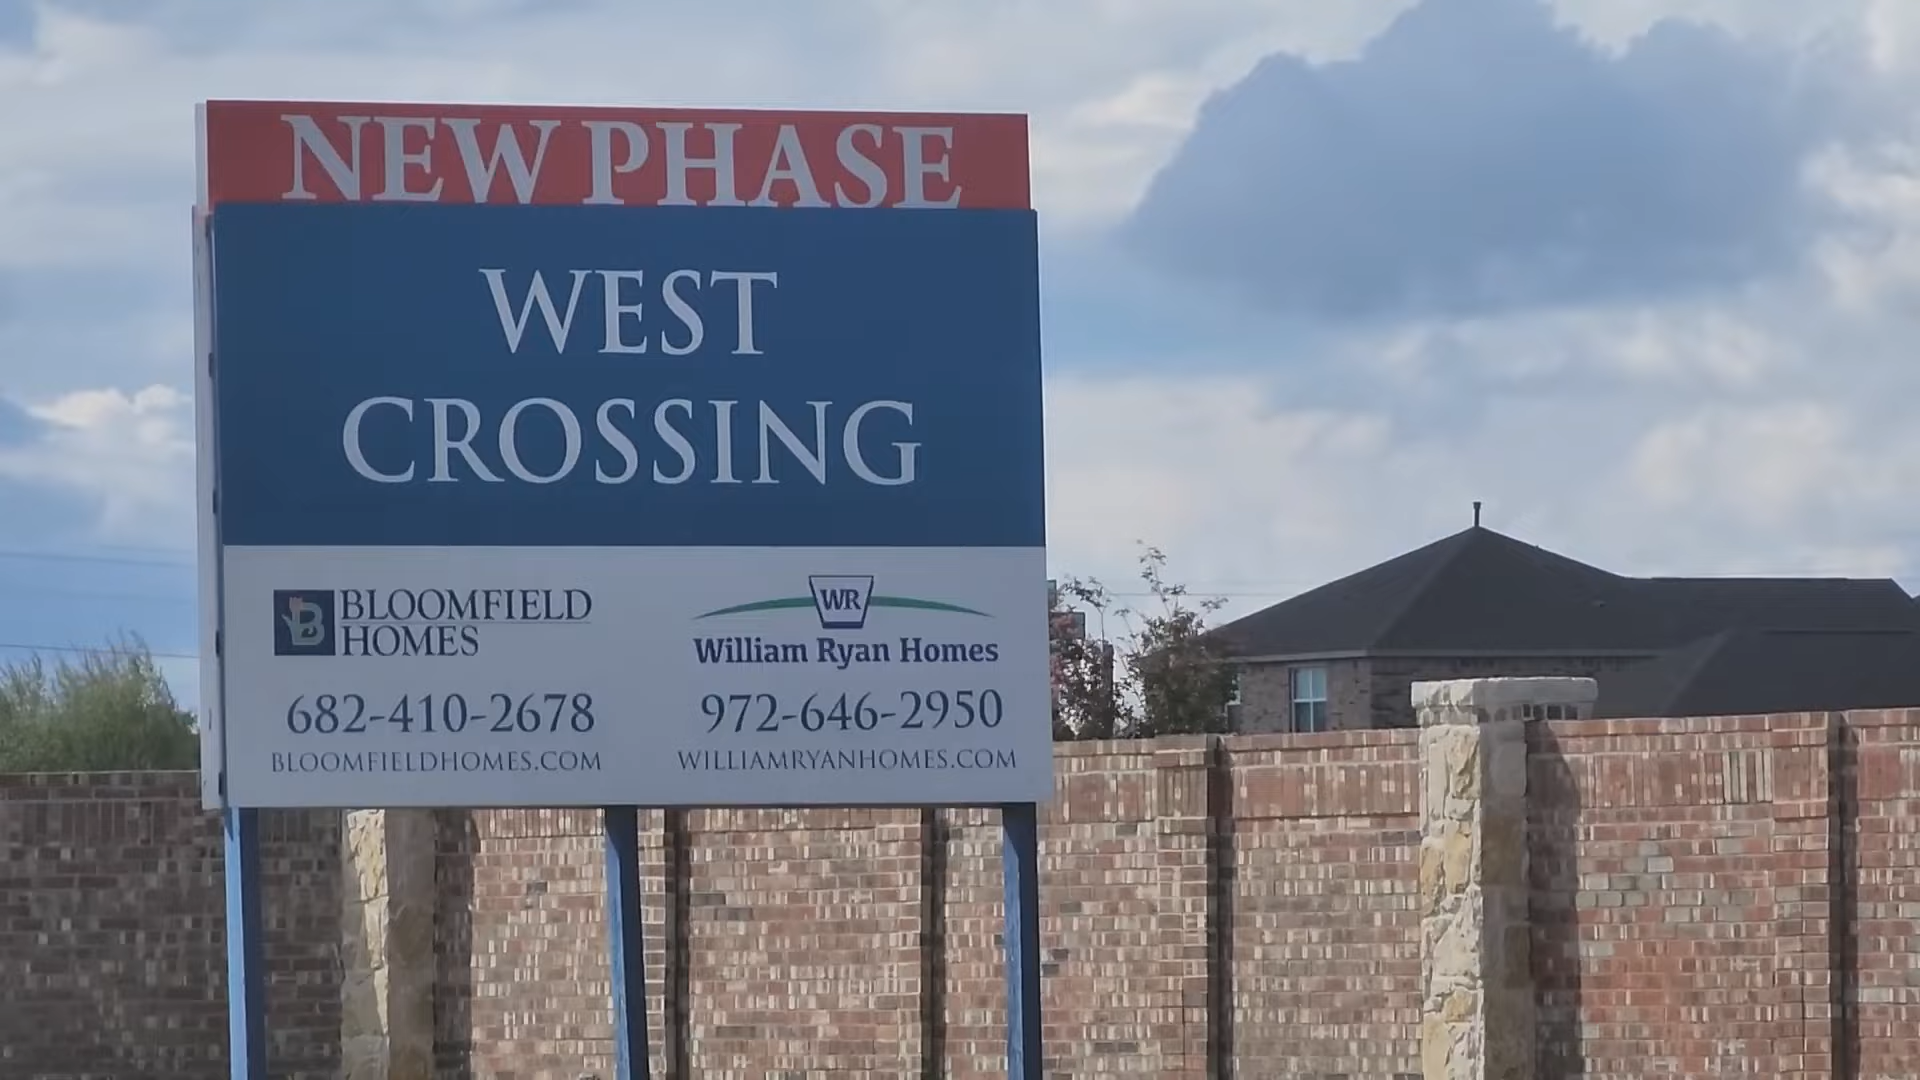 NEW PHASE
WEST
CROSSING
B BLOOMFIELD
HOMES
682-410-2678
BLOOMFIELDHOMES.COM
WR
William Ryan Homes
972-646-2950
WILLIAMRYANHOMES.COM